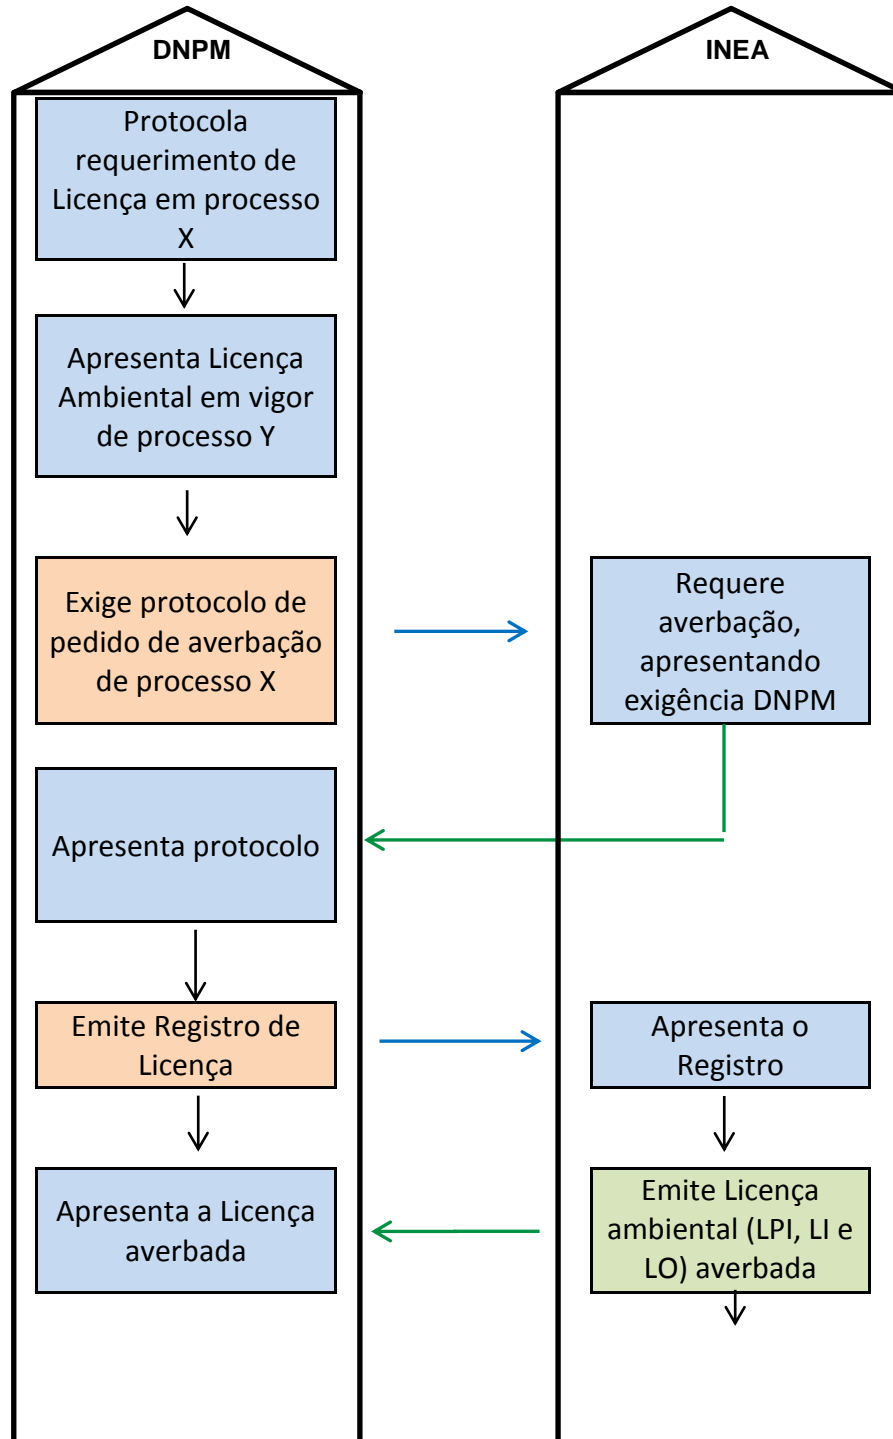 DNPM
INEA
Protocola
requerimento de
Licença em processo
X
Apresenta Licença
Ambiental em vigor
de processo Y
Exige protocolo de
pedido de averbação
de processo X
Requere
averbação,
apresentando
exigência DNPM
Apresenta protocolo
Emite Registro de
Licença
Apresenta o
Registro
Apresenta a Licença
averbada
Emite Licença
ambiental (LPI, LI e
LO) averbada